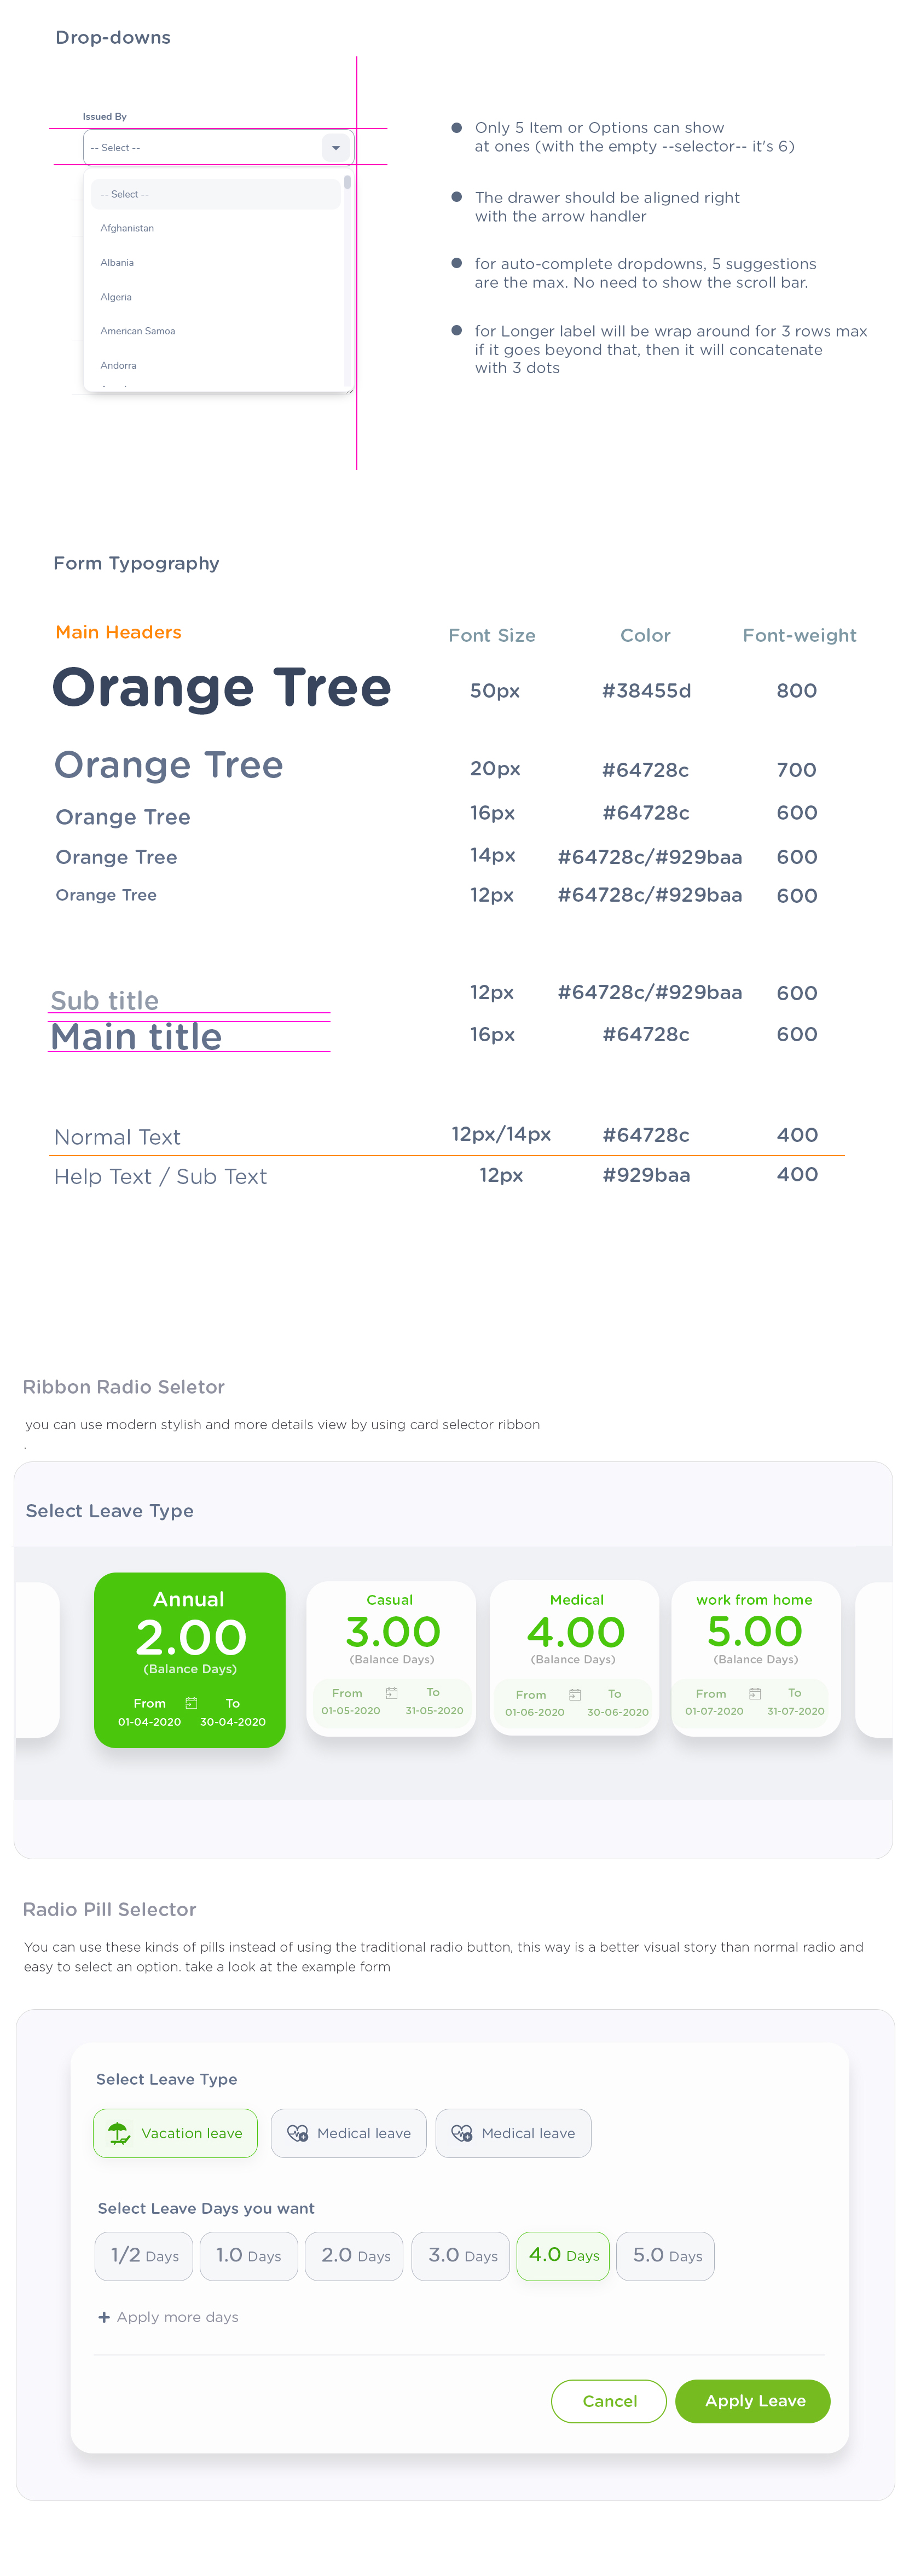 Drop-downs
Issued By
-- Select --
-- Select --
Afghanistan
Albania
Algeria
American Samoa
Andorra
Only 5 Item or Options can show
at ones (with the empty --selector-- it's 6)
The drawer should be aligned right
with the arrow handler
for auto-complete dropdowns, 5 suggestions
are the max. No need to show the scroll bar.
for Longer label will be wrap around for 3 rows max
if it goes beyond that, then it will concatenate
with 3 dots
Form Typography
Main Headers Font Size Color Font-weight
Orange Tree 50px #38455d 800
Orange Tree 20px #64728c 700
Orange Tree 16px #64728c 600
Orange Tree 14px #64728c/#929baa 600
Orange Tree 12px #64728c/#929baa 600
Sub title 12px #64728c/#929baa 600
Main title 16px #64728c 600
Normal Text 12px/14px #64728c 400
Help Text / Sub Text 12px #929baa 400
Ribbon Radio Seletor
you can use modern stylish and more details view by using card selector ribbon
.
Select Leave Type
Annual
2.00
(Balance Days)
From To
01-04-2020 30-04-2020
Casual
3.00
(Balance Days)
From To
01-05-2020 31-05-2020
Medical
4.00
(Balance Days)
From To
01-06-2020 30-06-2020
work from home
5.00
(Balance Days)
From To
01-07-2020 31-07-2020
Radio Pill Selector
You can use these kinds of pills instead of using the traditional radio button, this way is a better visual story than normal radio and
easy to select an option. take a look at the example form
Select Leave Type
Vacation leave Medical leave Medical leave
Select Leave Days you want
1/2 Days 1.0 Days 2.0 Days 3.0 Days 4.0 Days 5.0 Days
+ Apply more days
Cancel Apply Leave